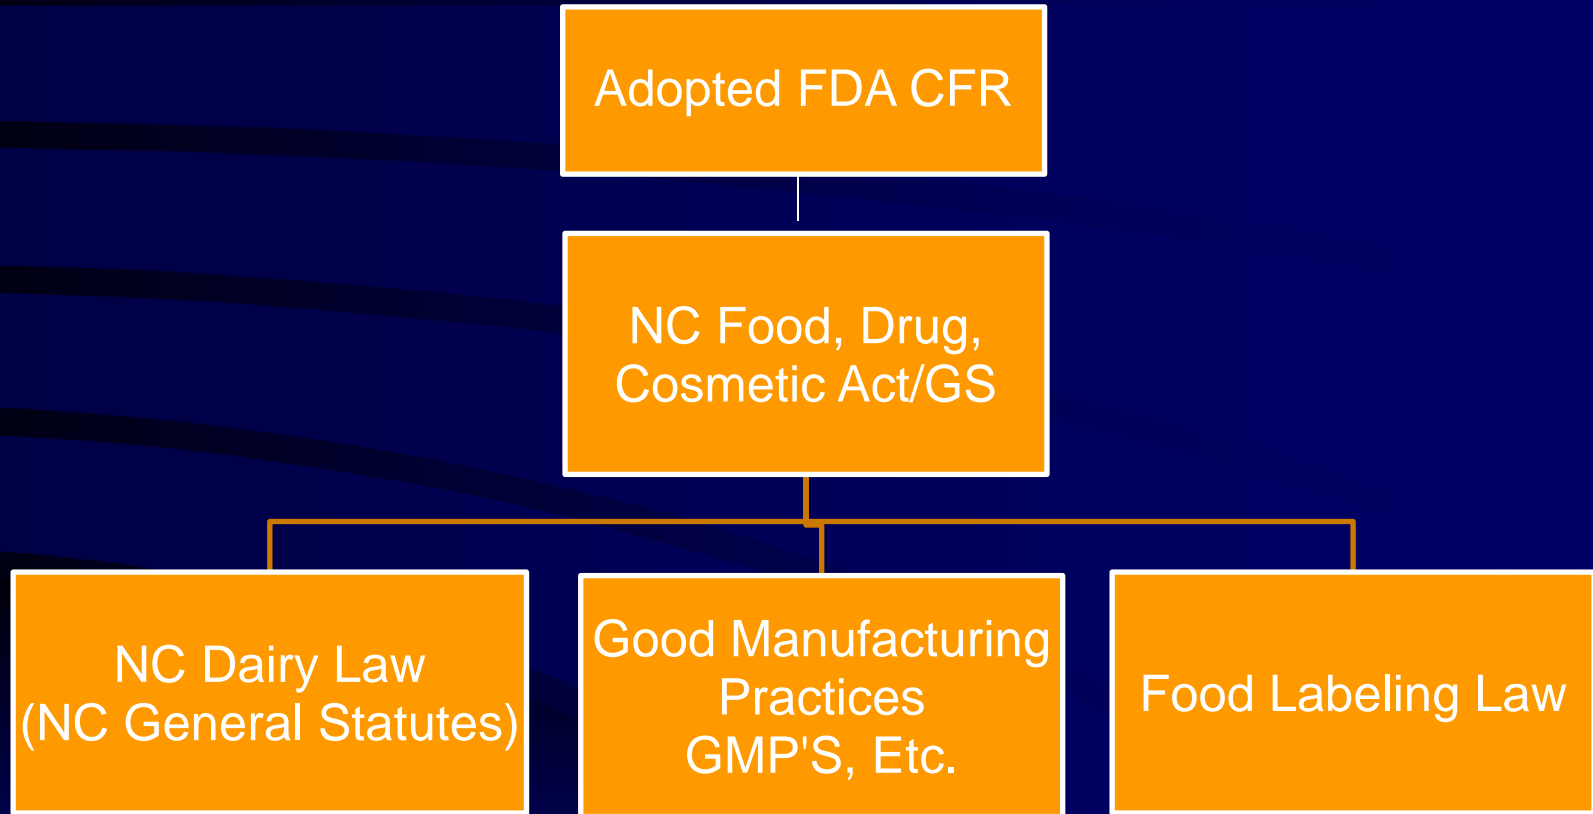 Adopted FDA CFR
NC Food, Drug,
Cosmetic Act/GS
NC Dairy Law
(NC General Statutes)
Good Manufacturing
Practices
GMP'S, Etc.
Food Labeling Law